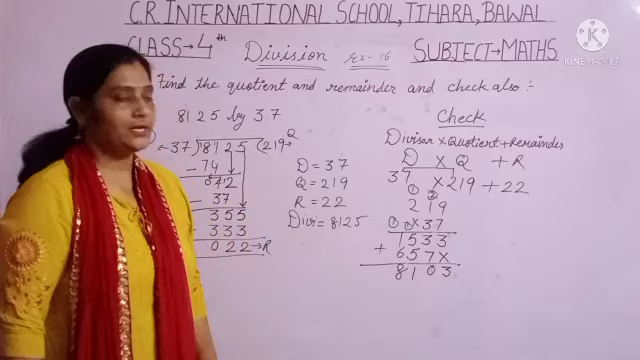 C.R. INTERNATIONAL SCHOOL, TIHARA, BAWAL
CLASS→4th Division Ex-16 SUBJECT→MATHS
KINEMASTER
Find the quotient and remainder and check also :-
8125 by 37
←37)8125(219→Q
- 74
012
- 37
355
- 333
022→R
D = 37
Q = 219
R = 22
Divi = 8125
Check
Divisor x Quotient + Remainder
D x Q + R
37 x 219 + 22
219
x 37
1533
+ 657x
8103